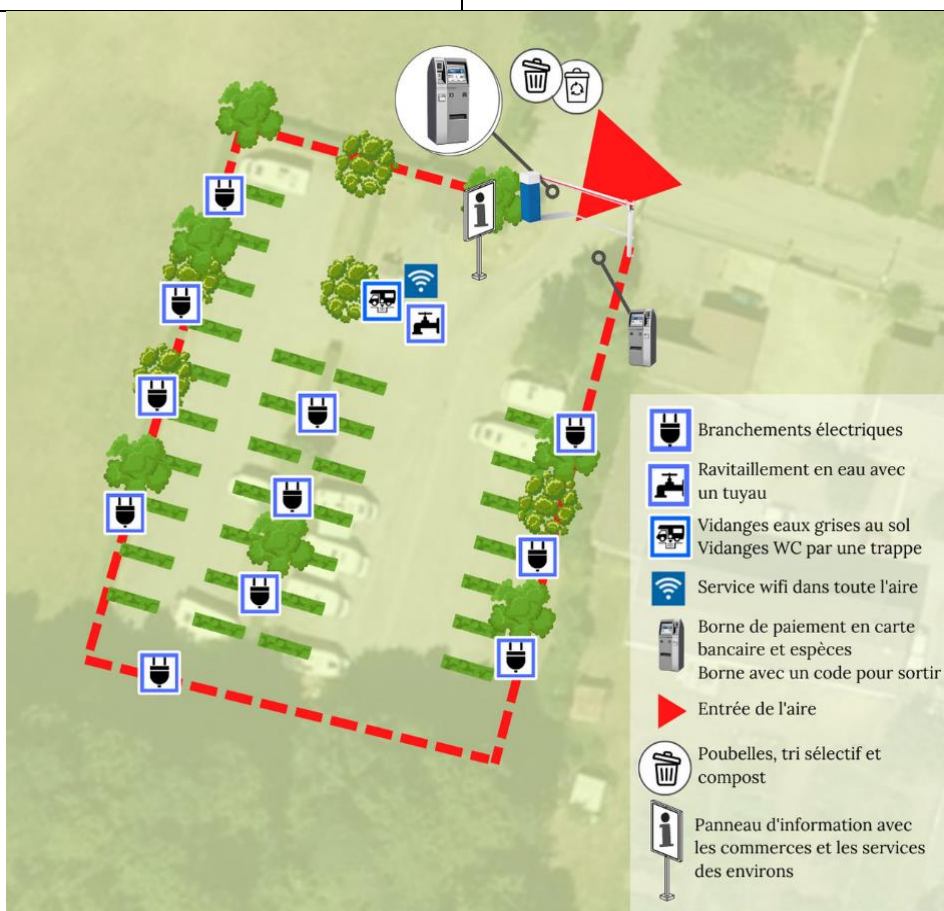 Branchements électriques
Ravitaillement en eau avec
un tuyau
Vidanges eaux grises au sol
Vidanges WC par une trappe
Service wifi dans toute l'aire
Borne de paiement en carte
bancaire et espèces
Borne avec un code pour sortir
Entrée de l'aire
Poubelles, tri sélectif et
compost
Panneau d'information avec
les commerces et les services
des environs